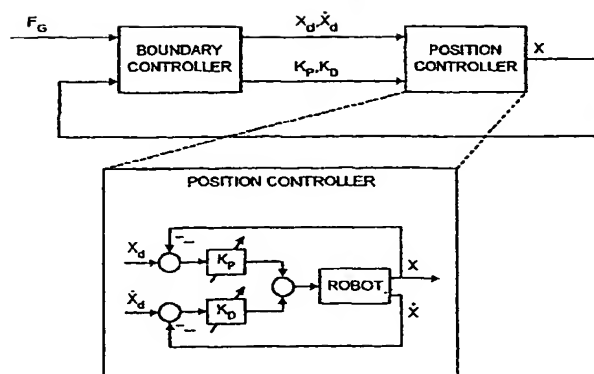 F_G
BOUNDARY
CONTROLLER
X_d,Ẋ_d
K_P,K_D
POSITION
CONTROLLER
X
POSITION CONTROLLER
X_d
K_P
X
ROBOT
Ẋ_d
K_D
Ẋ